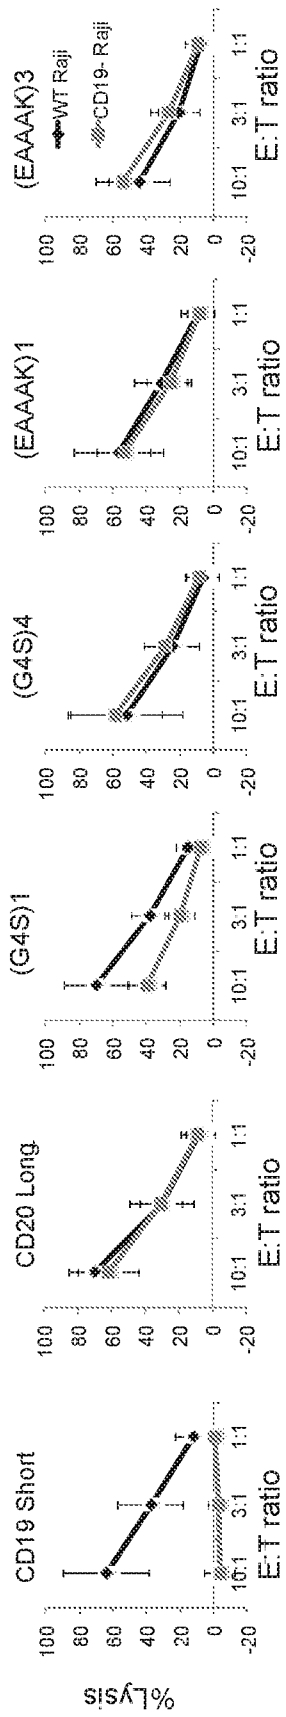 %Lysis
CD19 Short
100
80
60
40
20
0
-20
10:1 3:1 1:1
E:T ratio
CD20 Long
100
80
60
40
20
0
-20
10:1 3:1 1:1
E:T ratio
(G4S)1
100
80
60
40
20
0
-20
10:1 3:1 1:1
E:T ratio
(G4S)4
100
80
60
40
20
0
-20
10:1 3:1 1:1
E:T ratio
(EAAAK)1
100
80
60
40
20
0
-20
10:1 3:1 1:1
E:T ratio
(EAAAK)3
WT Raji
CD19- Raji
100
80
60
40
20
0
-20
10:1 3:1 1:1
E:T ratio